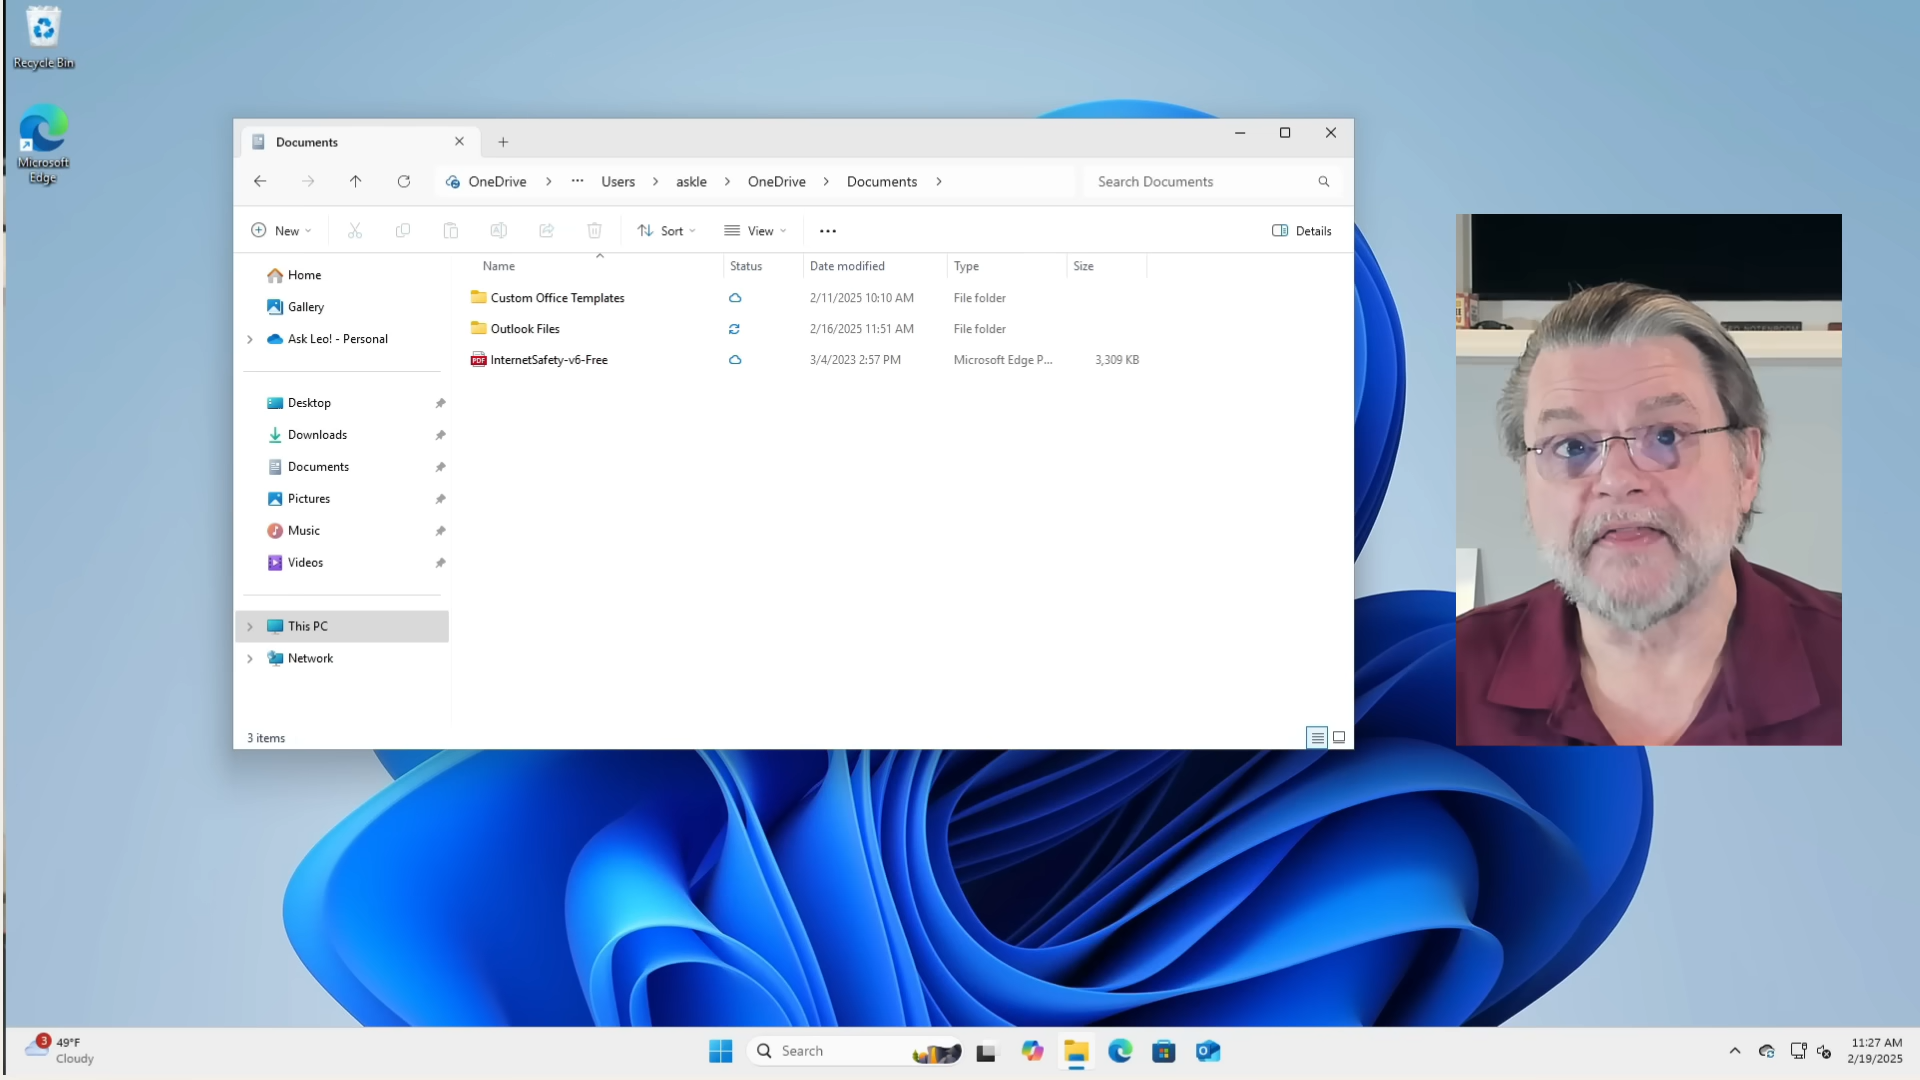 Recycle Bin
Microsoft
Edge
Documents
OneDrive > ··· Users > askle > OneDrive > Documents >
Search Documents
New
Sort
View
···
Details
Name
Status
Date modified
Type
Size
Custom Office Templates 2/11/2025 10:10 AM File folder
Outlook Files 2/16/2025 11:51 AM File folder
PDF InternetSafety-v6-Free 3/4/2023 2:57 PM Microsoft Edge P... 3,309 KB
Home
Gallery
Ask Leo! - Personal
Desktop
Downloads
Documents
Pictures
Music
Videos
This PC
Network
3 items
3
49°F
Cloudy
Search
11:27 AM
2/19/2025